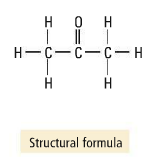 H O H
H-C-C-C-H
H H
Structural formula